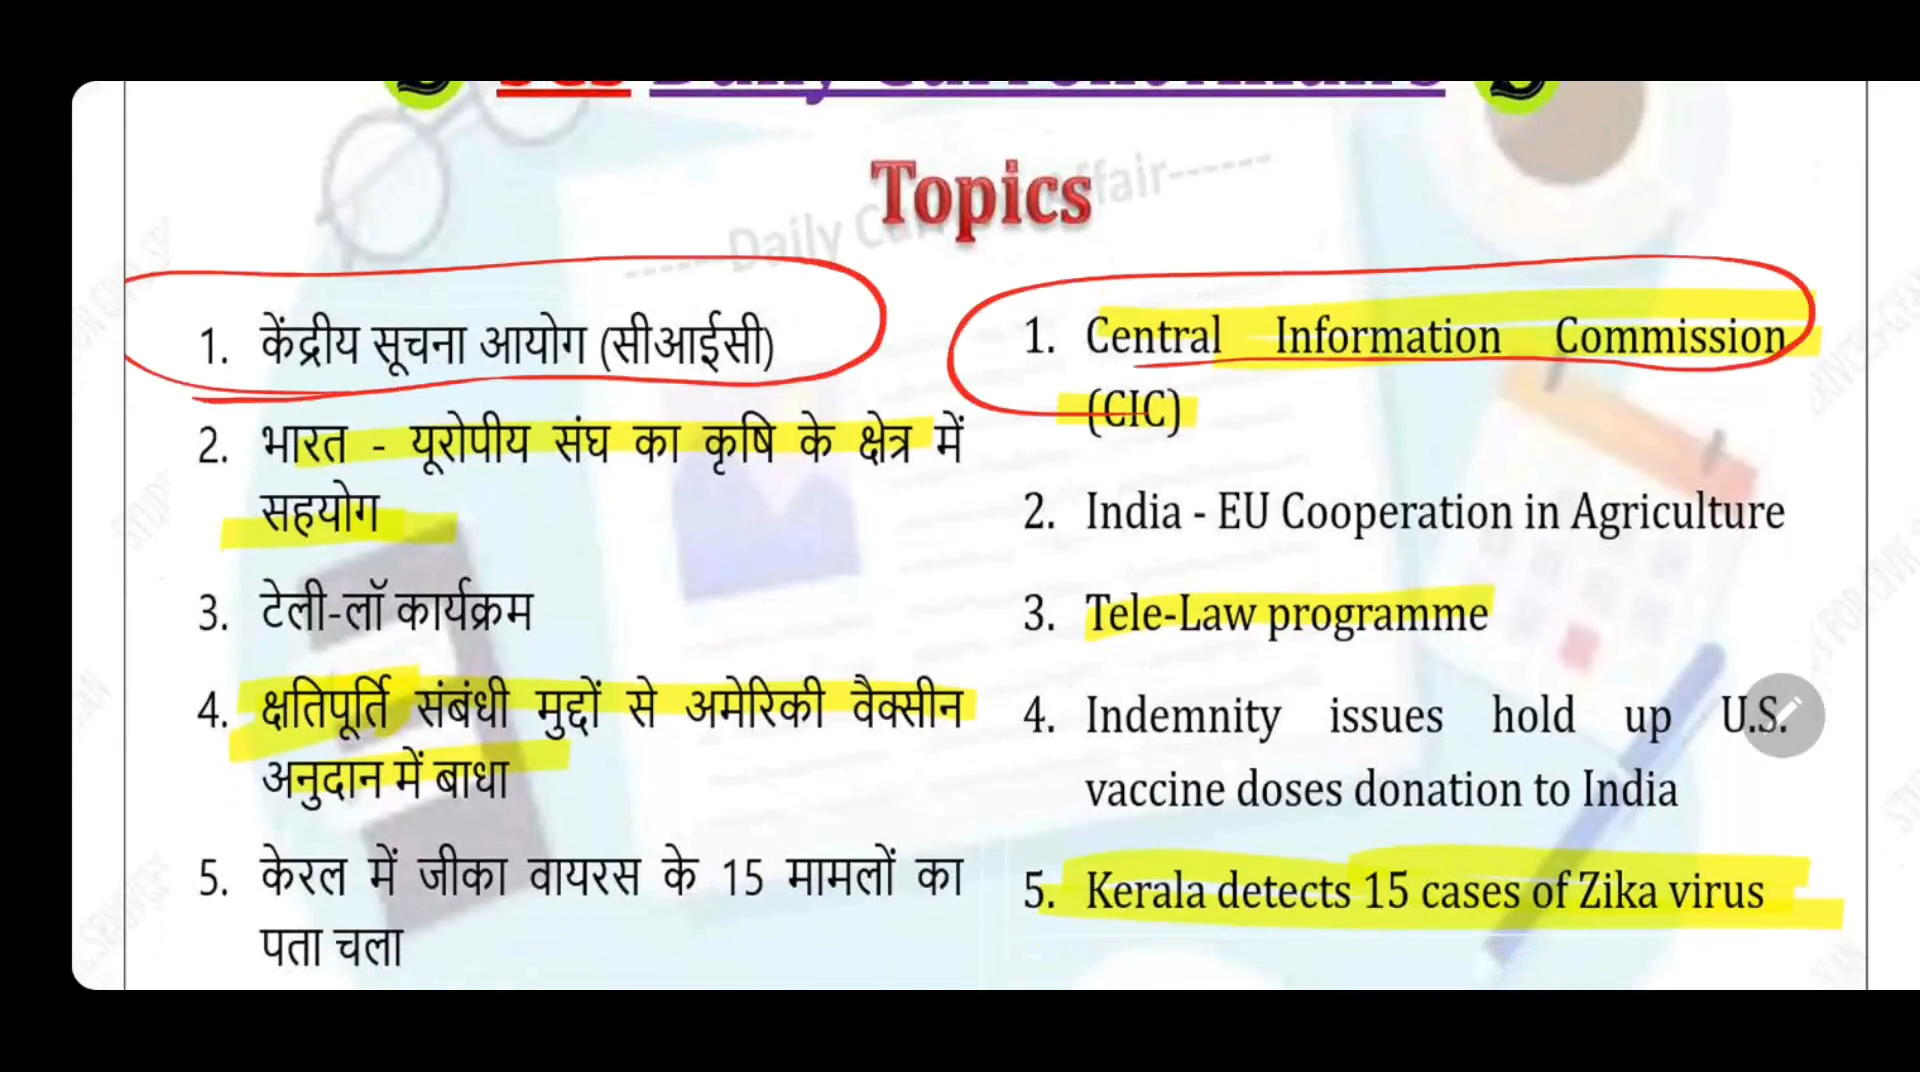 Topics
1. केंद्रीय सूचना आयोग (सीआईसी)
2. भारत - यूरोपीय संघ का कृषि के क्षेत्र में
सहयोग
3. टेली-लॉ कार्यक्रम
4. क्षतिपूर्ति संबंधी मुद्दों से अमेरिकी वैक्सीन
अनुदान में बाधा
5. केरल में जीका वायरस के 15 मामलों का
पता चला
1. Central Information Commission
(CIC)
2. India - EU Cooperation in Agriculture
3. Tele-Law programme
4. Indemnity issues hold up U.S.
vaccine doses donation to India
5. Kerala detects 15 cases of Zika virus